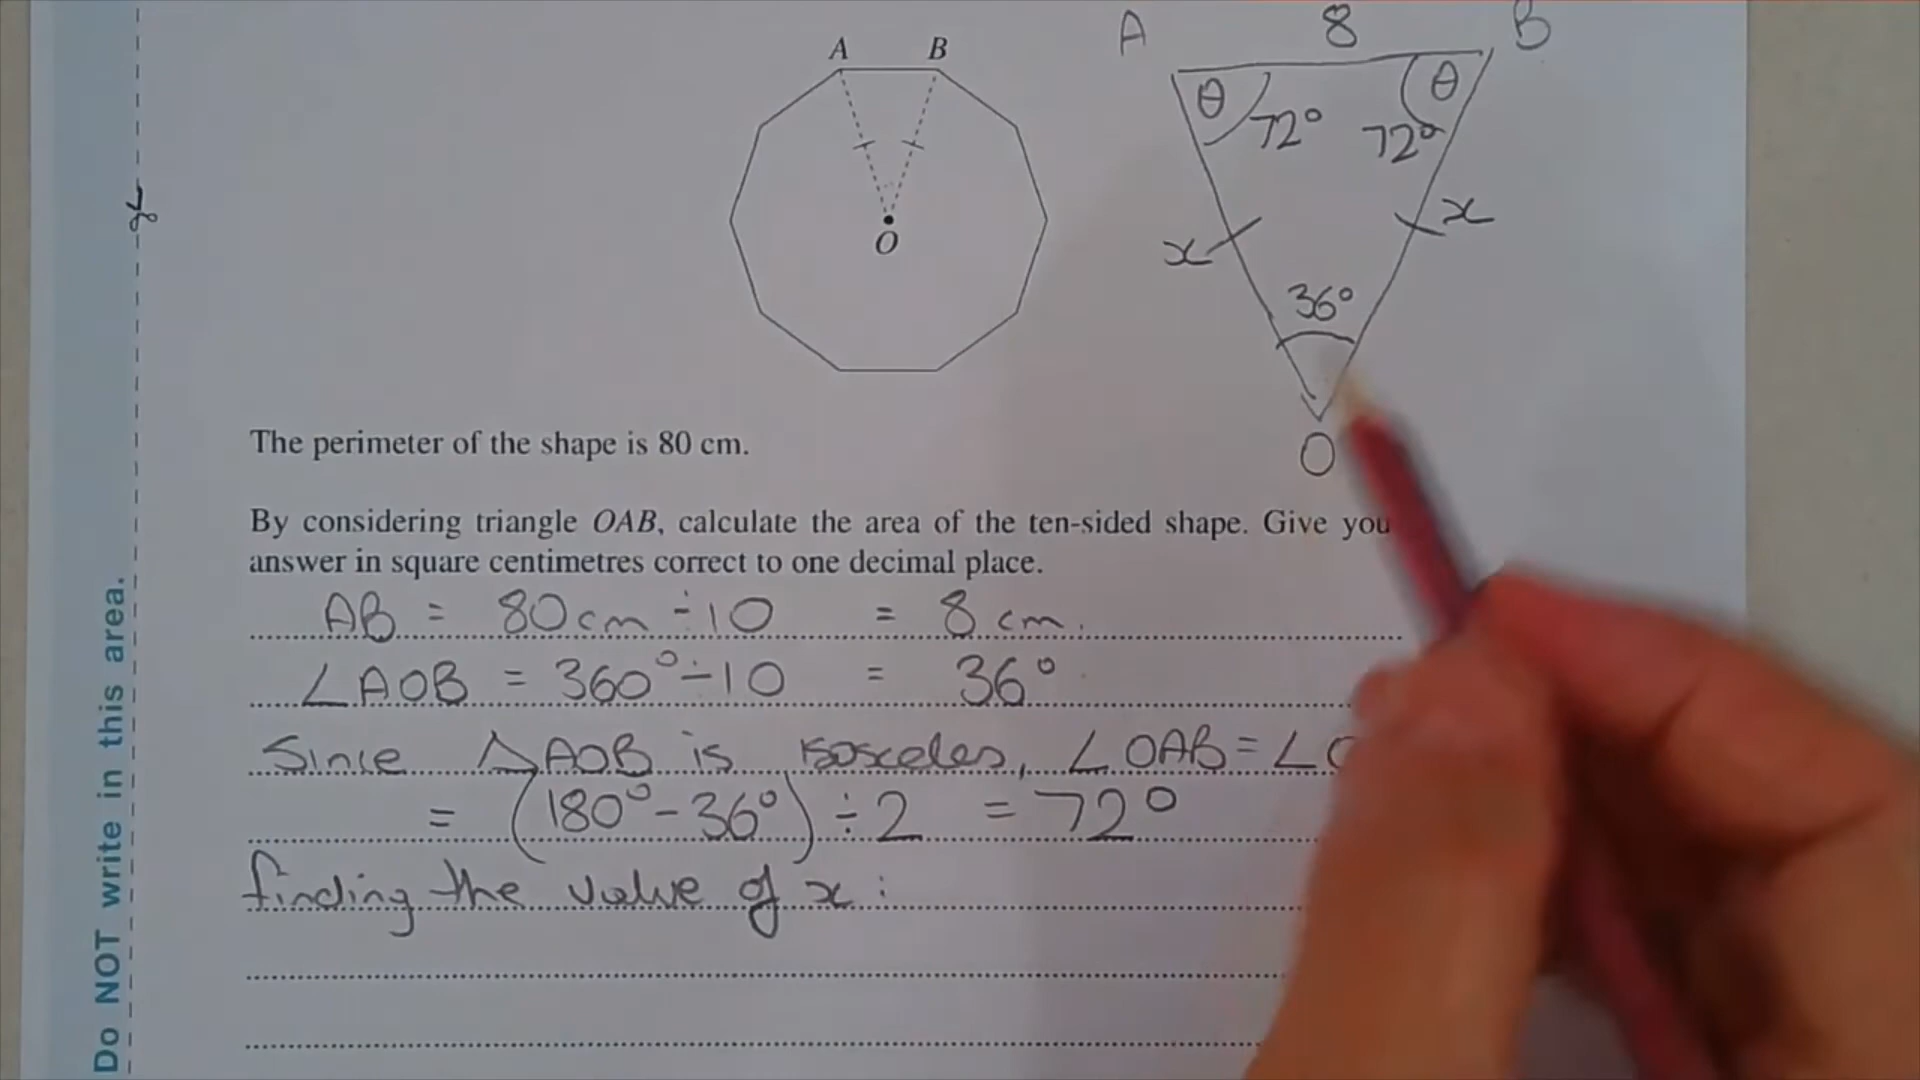 A 8 B
A B
θ θ
72° 72°
x x
O
36°
O
The perimeter of the shape is 80 cm.
By considering triangle OAB, calculate the area of the ten-sided shape. Give you
answer in square centimetres correct to one decimal place.
AB = 80cm ÷ 10 = 8 cm.
∠AOB = 360° ÷ 10 = 36°
Since △AOB is isosceles, ∠OAB = ∠
= (180° - 36°) ÷ 2 = 72°
finding the value of x :
Do NOT write in this area.